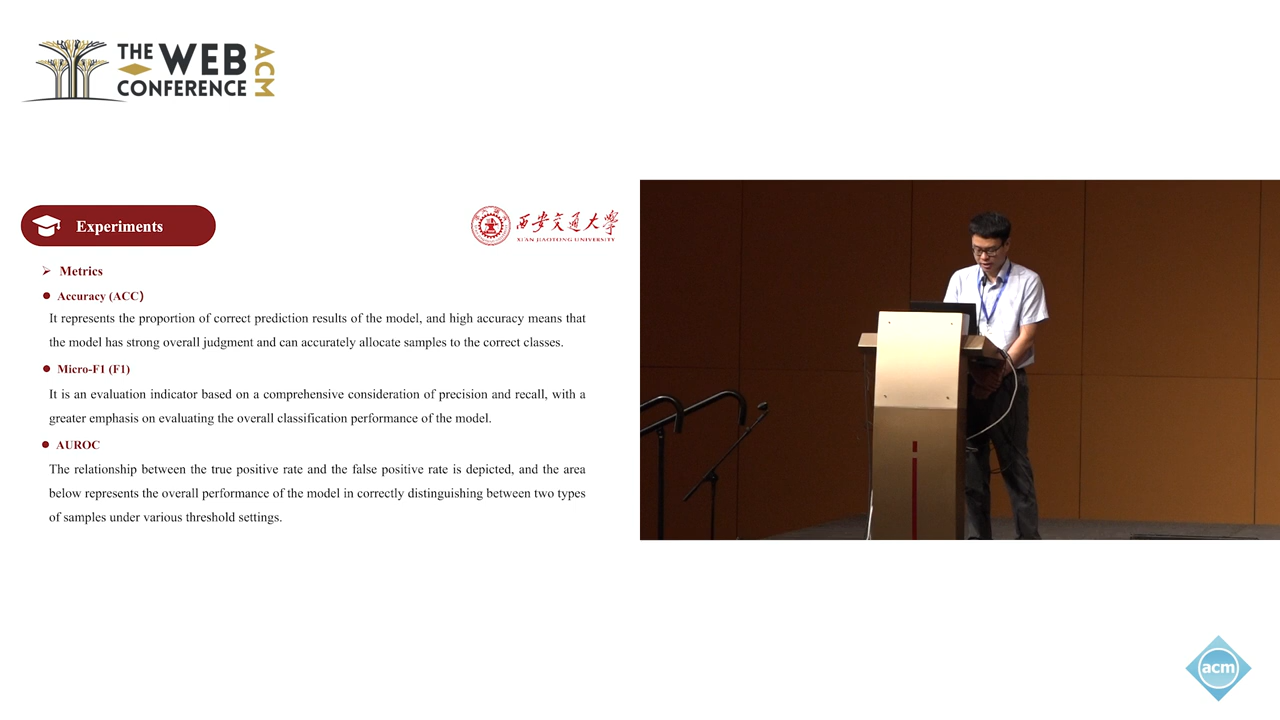 THE WEB
CONFERENCE
ACM
Experiments
西安交通大学
XI'AN JIAOTONG UNIVERSITY
➢ Metrics
● Accuracy (ACC)
It represents the proportion of correct prediction results of the model, and high accuracy means that
the model has strong overall judgment and can accurately allocate samples to the correct classes.
● Micro-F1 (F1)
It is an evaluation indicator based on a comprehensive consideration of precision and recall, with a
greater emphasis on evaluating the overall classification performance of the model.
● AUROC
The relationship between the true positive rate and the false positive rate is depicted, and the area
below represents the overall performance of the model in correctly distinguishing between two types
of samples under various threshold settings.
acm